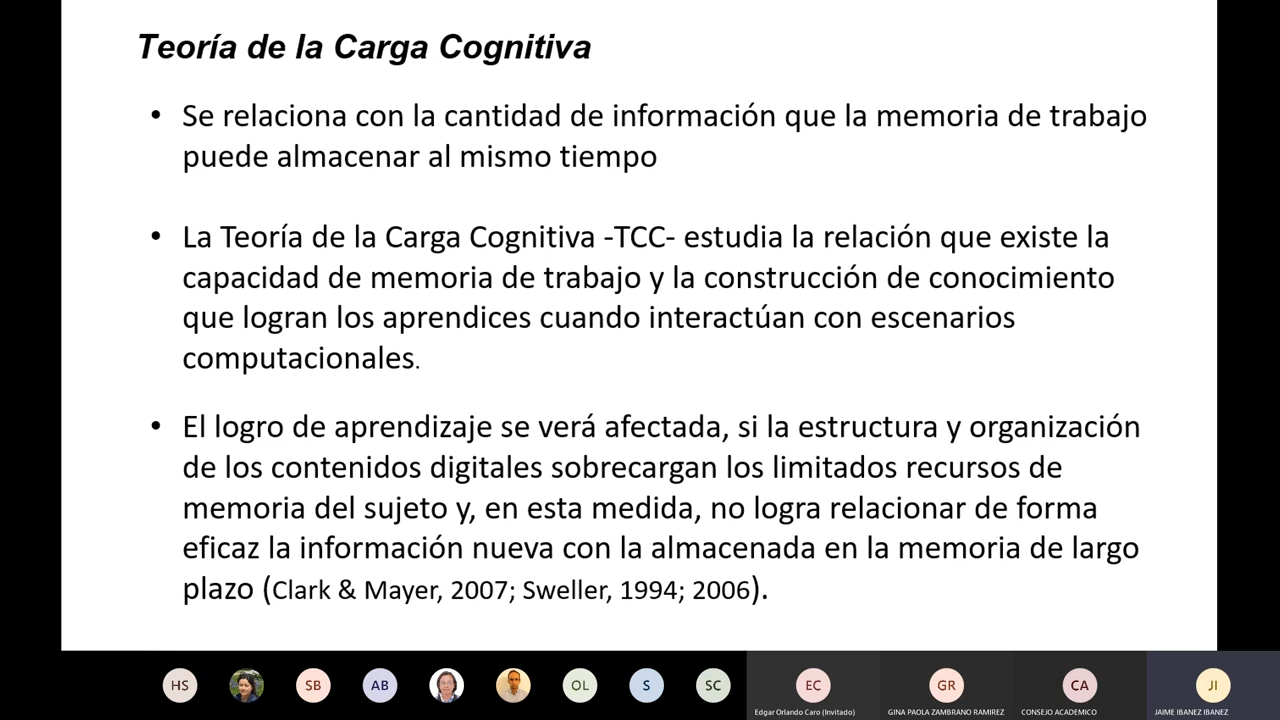 Teoría de la Carga Cognitiva
• Se relaciona con la cantidad de información que la memoria de trabajo
puede almacenar al mismo tiempo
• La Teoría de la Carga Cognitiva -TCC- estudia la relación que existe la
capacidad de memoria de trabajo y la construcción de conocimiento
que logran los aprendices cuando interactúan con escenarios
computacionales.
• El logro de aprendizaje se verá afectada, si la estructura y organización
de los contenidos digitales sobrecargan los limitados recursos de
memoria del sujeto y, en esta medida, no logra relacionar de forma
eficaz la información nueva con la almacenada en la memoria de largo
plazo (Clark & Mayer, 2007; Sweller, 1994; 2006).
HS SB AB OL S SC EC GR CA JI
Edgar Orlando Caro (Invitado) GINA PAOLA ZAMBRANO RAMIREZ CONSEJO ACADEMICO JAIME IBANEZ IBANEZ